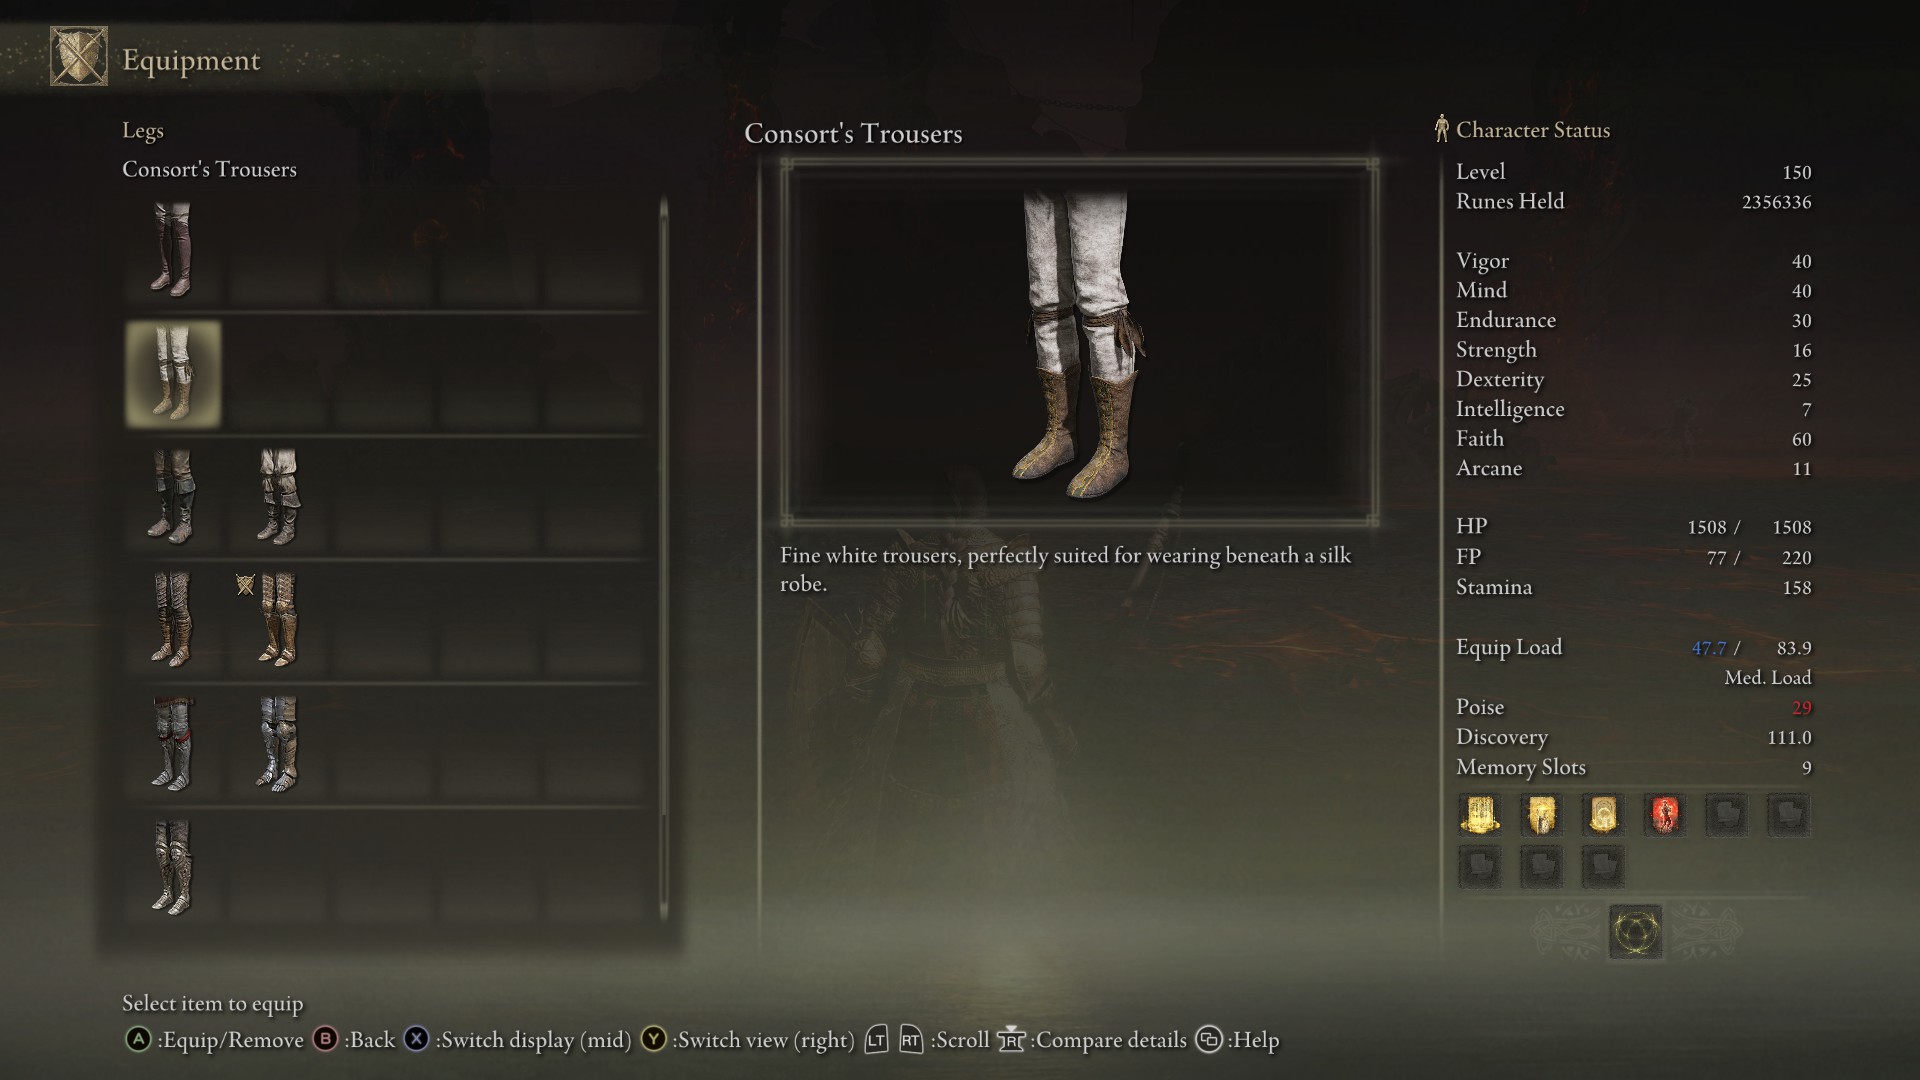 Equipment
Legs
Consort's Trousers
Consort's Trousers
Fine white trousers, perfectly suited for wearing beneath a silk
robe.
Character Status
Level 150
Runes Held 2356336
Vigor 40
Mind 40
Endurance 30
Strength 16
Dexterity 25
Intelligence 7
Faith 60
Arcane 11
HP 1508 / 1508
FP 77 / 220
Stamina 158
Equip Load 47.7 / 83.9
Med. Load
Poise 29
Discovery 111.0
Memory Slots 9
Select item to equip
A :Equip/Remove B :Back X :Switch display (mid) Y :Switch view (right) LT RT :Scroll R :Compare details :Help